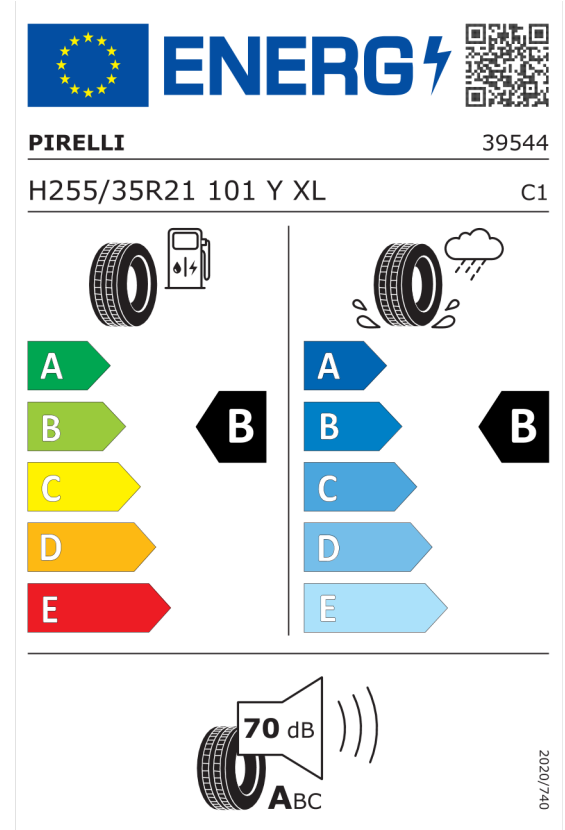 ENERG
PIRELLI 39544
H255/35R21 101 Y XL C1
A A
B B B B
C C
D D
E E
70 dB
ABC
2020/740